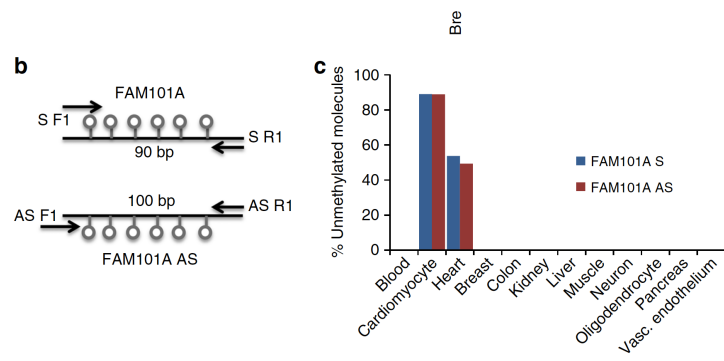 Bre
b
FAM101A
S F1
S R1
90 bp
100 bp
AS R1
AS F1
FAM101A AS
c
% Unmethylated molecules
100
80
60
40
20
0
FAM101A S
FAM101A AS
Blood
Cardiomyocyte
Heart
Breast
Colon
Kidney
Liver
Muscle
Neuron
Oligodendrocyte
Pancreas
Vasc. endothelium